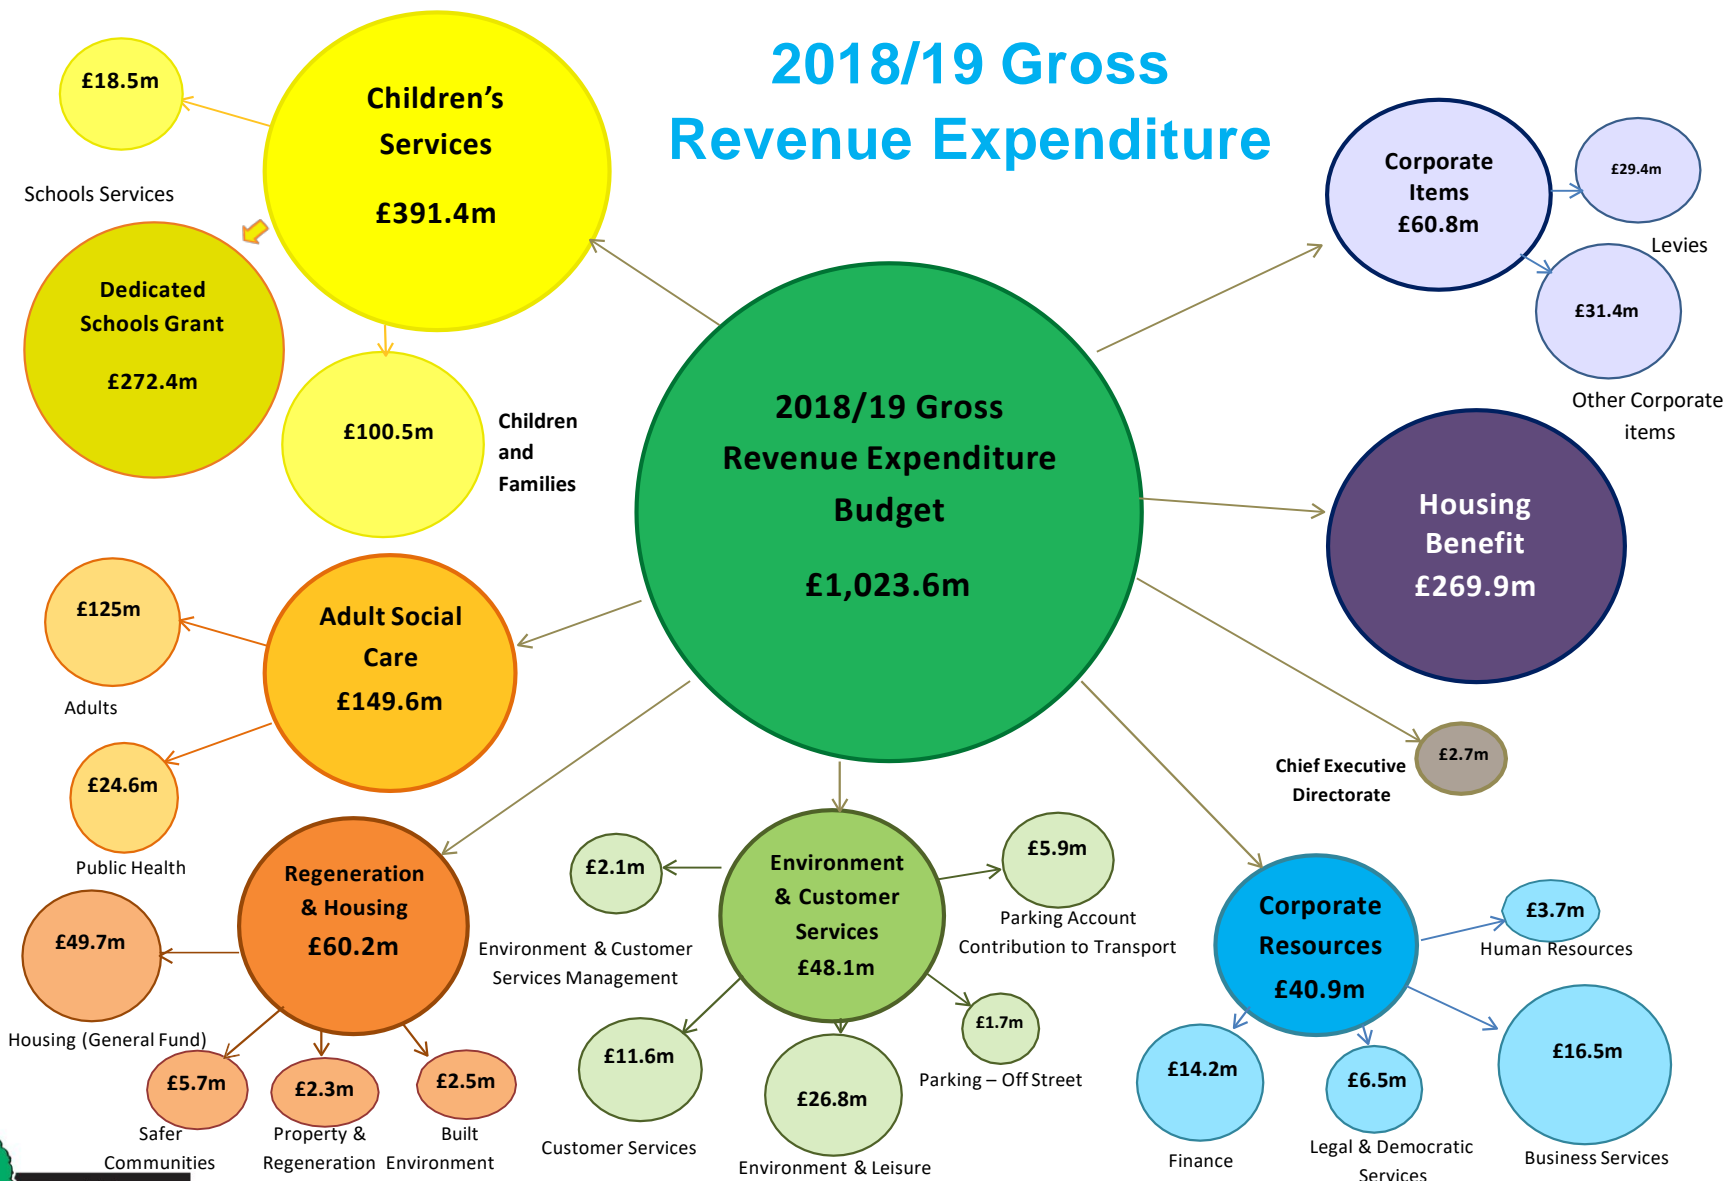 2018/19 Gross
Revenue Expenditure
£18.5m
Schools Services
Children's
Services
£391.4m
Dedicated
Schools Grant
£272.4m
£100.5m
Children
and
Families
Corporate
Items
£60.8m
£29.4m
Levies
£31.4m
Other Corporate
items
2018/19 Gross
Revenue Expenditure
Budget
£1,023.6m
Housing
Benefit
£269.9m
£125m
Adults
Adult Social
Care
£149.6m
£24.6m
Public Health
Chief Executive
Directorate
£2.7m
Regeneration
& Housing
£60.2m
£49.7m
Housing (General Fund)
£5.7m
Safer
Communities
£2.3m
Property &
Regeneration
£2.5m
Built
Environment
Environment
& Customer
Services
£48.1m
£2.1m
Environment & Customer
Services Management
£5.9m
Parking Account
Contribution to Transport
£11.6m
Customer Services
£26.8m
Environment & Leisure
£1.7m
Parking – Off Street
Corporate
Resources
£40.9m
£3.7m
Human Resources
£14.2m
Finance
£6.5m
Legal & Democratic
Services
£16.5m
Business Services